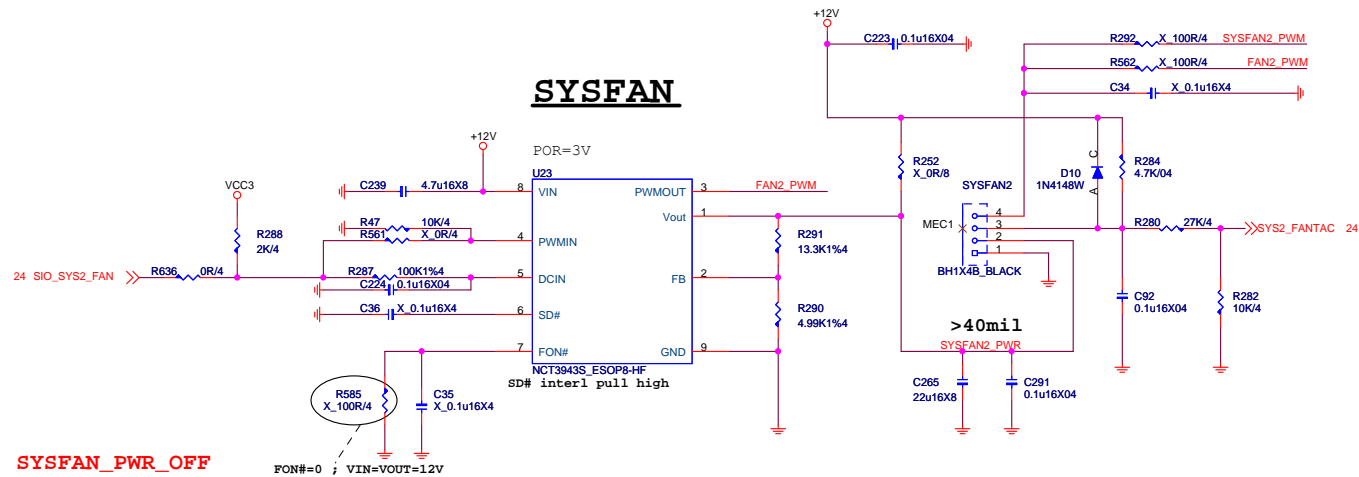 +12V
C223 0.1u16X04
R292 X_100R/4 SYSFAN2_PWM
R562 X_100R/4 FAN2_PWM
C34 X_0.1u16X4
SYSFAN
+12V
POR=3V
U23
VCC3
C239 4.7u16X8
8 VIN
PWMOUT 3
FAN2_PWM
Vout 1
R47 10K/4
R561 X_0R/4
4 PWMIN
R288
2K/4
24 SIO_SYS2_FAN
R636 0R/4
R287 100K1%4
C224 0.1u16X04
5 DCIN
FB 2
C36 X_0.1u16X4
6 SD#
7 FON#
GND 9
NCT3943S_ESOP8-HF
SD# interl pull high
R291
13.3K1%4
R290
4.99K1%4
R252
X_0R/8
SYSFAN2
MEC1
4
3
2
1
BH1X4B_BLACK
C
D10
1N4148W
A
R284
4.7K/04
R280 27K/4
SYS2_FANTAC 24
C92
0.1u16X04
R282
10K/4
>40mil
SYSFAN2_PWR
C265
22u16X8
C291
0.1u16X04
R585
X_100R/4
C35
X_0.1u16X4
SYSFAN_PWR_OFF
FON#=0 ; VIN=VOUT=12V